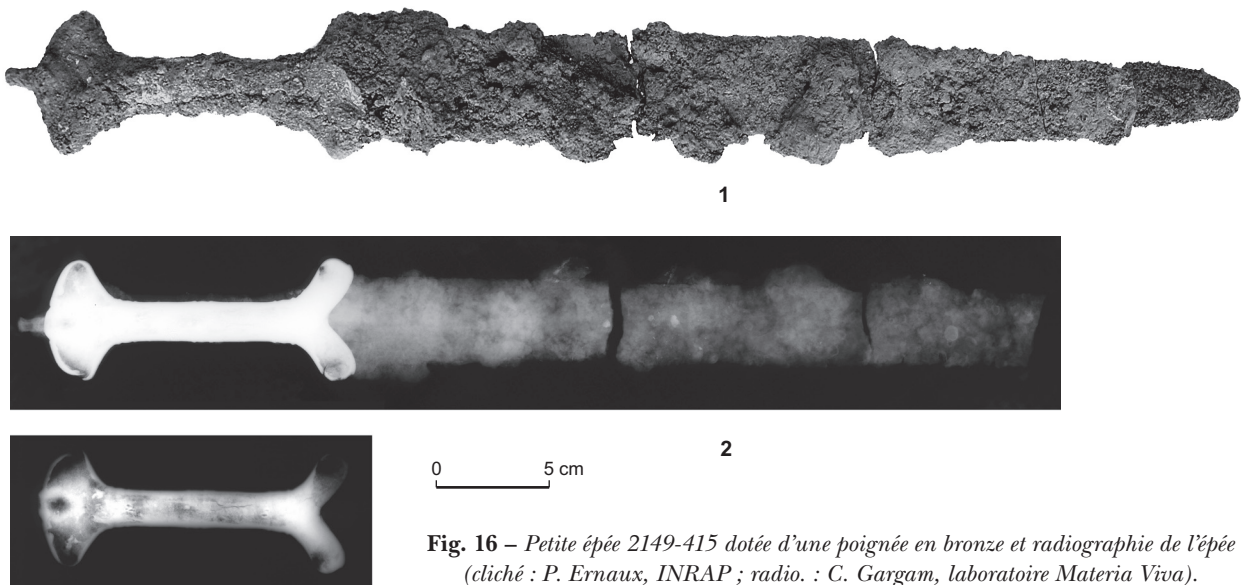 1
2
0 5 cm
Fig. 16 – Petite épée 2149-415 dotée d'une poignée en bronze et radiographie de l'épée
(cliché : P. Ernaux, INRAP ; radio. : C. Gargam, laboratoire Materia Viva).